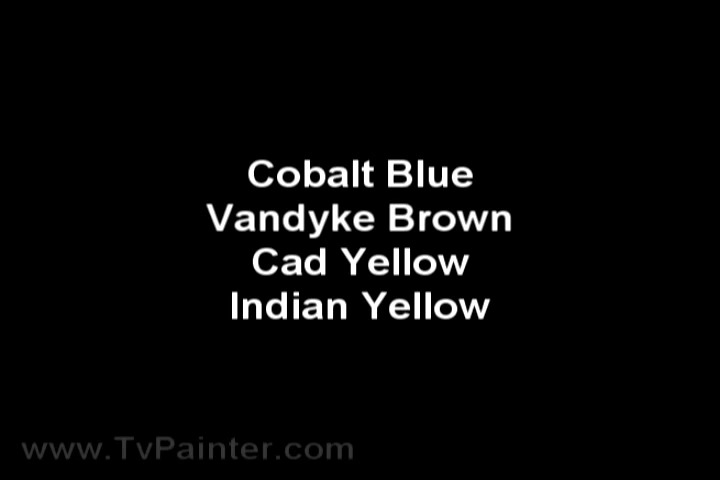 Cobalt Blue
Vandyke Brown
Cad Yellow
Indian Yellow
www.TvPainter.com